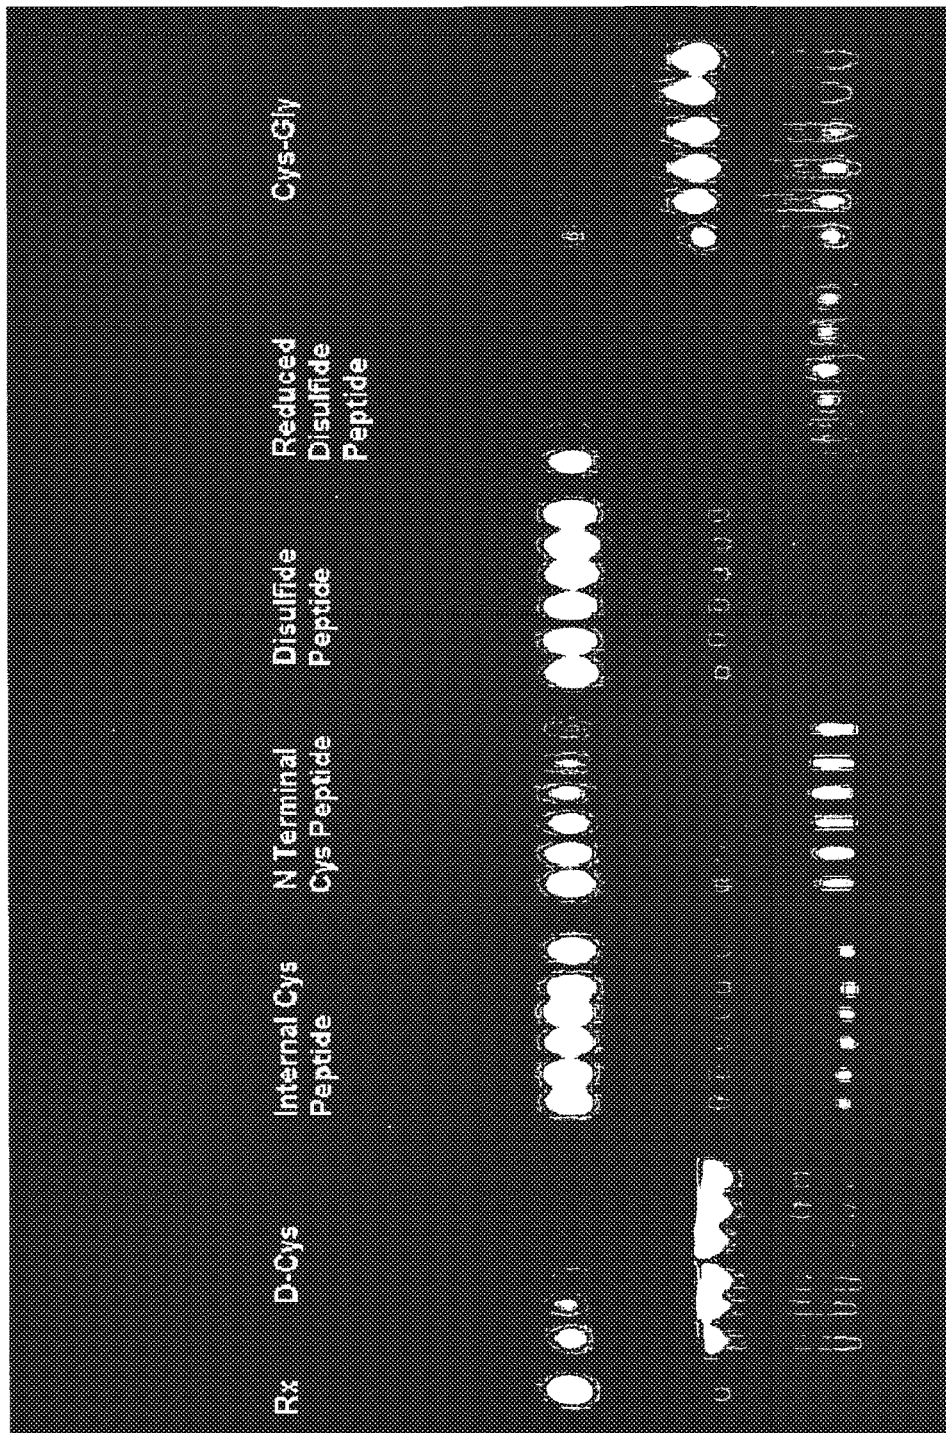 Rx
D-Cys
Internal Cys
Peptide
N Terminal
Cys Peptide
Disulfide
Peptide
Reduced
Disulfide
Peptide
Cys-Gly